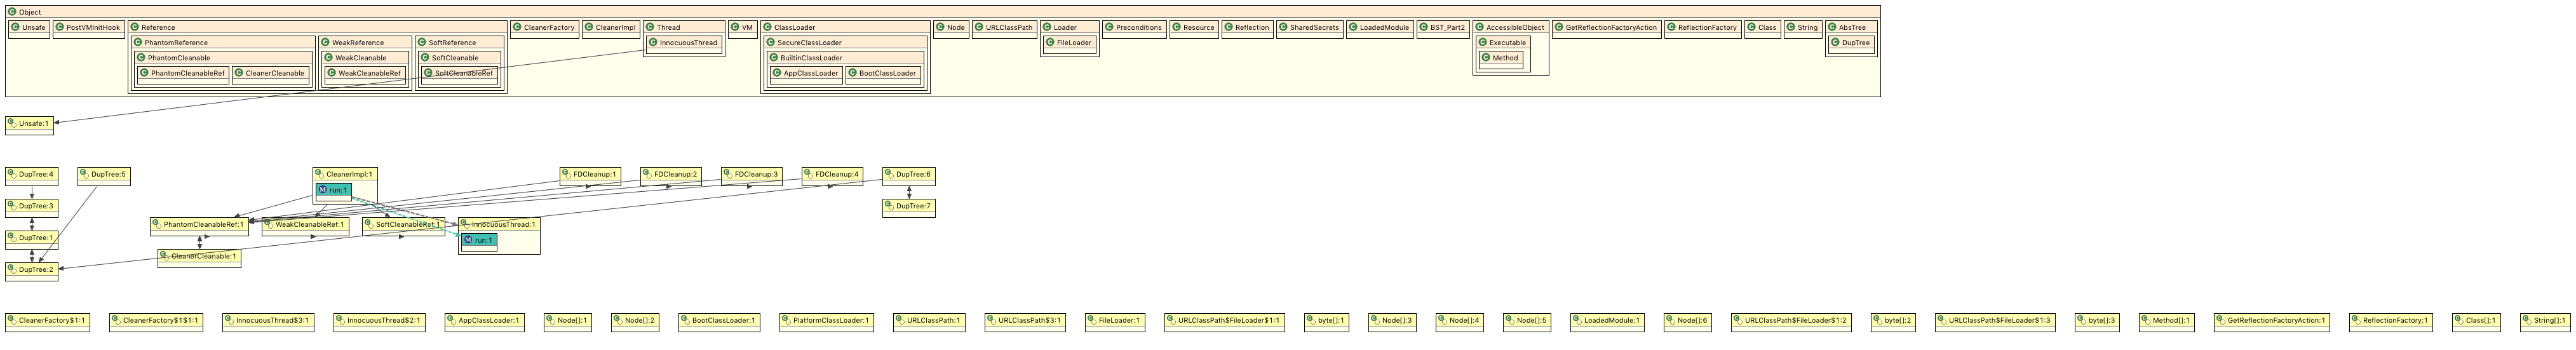 Object
Unsafe PostVMInitHook Reference CleanerFactory CleanerImpl Thread VM ClassLoader Node URLClassPath Loader Preconditions Resource Reflection SharedSecrets LoadedModule BST_Part2 AccessibleObject GetReflectionFactoryAction ReflectionFactory Class String AbsTree
PhantomReference WeakReference SoftReference InnocuousThread SecureClassLoader FileLoader Executable DupTree
PhantomCleanable WeakCleanable SoftCleanable BuiltinClassLoader Method
PhantomCleanableRef CleanerCleanable WeakCleanableRef SoftCleanableRef AppClassLoader BootClassLoader
Unsafe:1
DupTree:4 DupTree:5 CleanerImpl:1 FDCleanup:1 FDCleanup:2 FDCleanup:3 FDCleanup:4 DupTree:6
run:1
DupTree:3 DupTree:7
PhantomCleanableRef:1 WeakCleanableRef:1 SoftCleanableRef:1 InnocuousThread:1
DupTree:1 run:1
CleanerCleanable:1
DupTree:2
CleanerFactory$1:1 CleanerFactory$1$1:1 InnocuousThread$3:1 InnocuousThread$2:1 AppClassLoader:1 Node[]:1 Node[]:2 BootClassLoader:1 PlatformClassLoader:1 URLClassPath:1 URLClassPath$3:1 FileLoader:1 URLClassPath$FileLoader$1:1 byte[]:1 Node[]:3 Node[]:4 Node[]:5 LoadedModule:1 Node[]:6 URLClassPath$FileLoader$1:2 byte[]:2 URLClassPath$FileLoader$1:3 byte[]:3 Method[]:1 GetReflectionFactoryAction:1 ReflectionFactory:1 Class[]:1 String[]:1